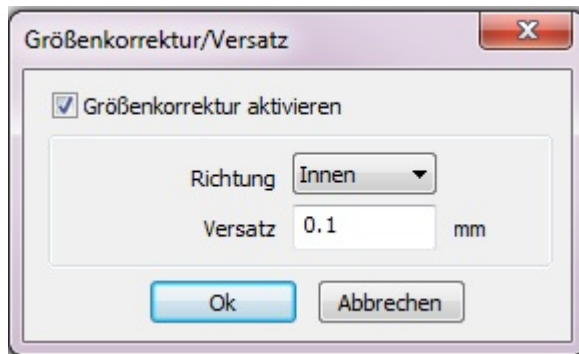 Größenkorrektur/Versatz
Größenkorrektur aktivieren
Richtung Innen
Versatz 0.1 mm
Ok Abbrechen